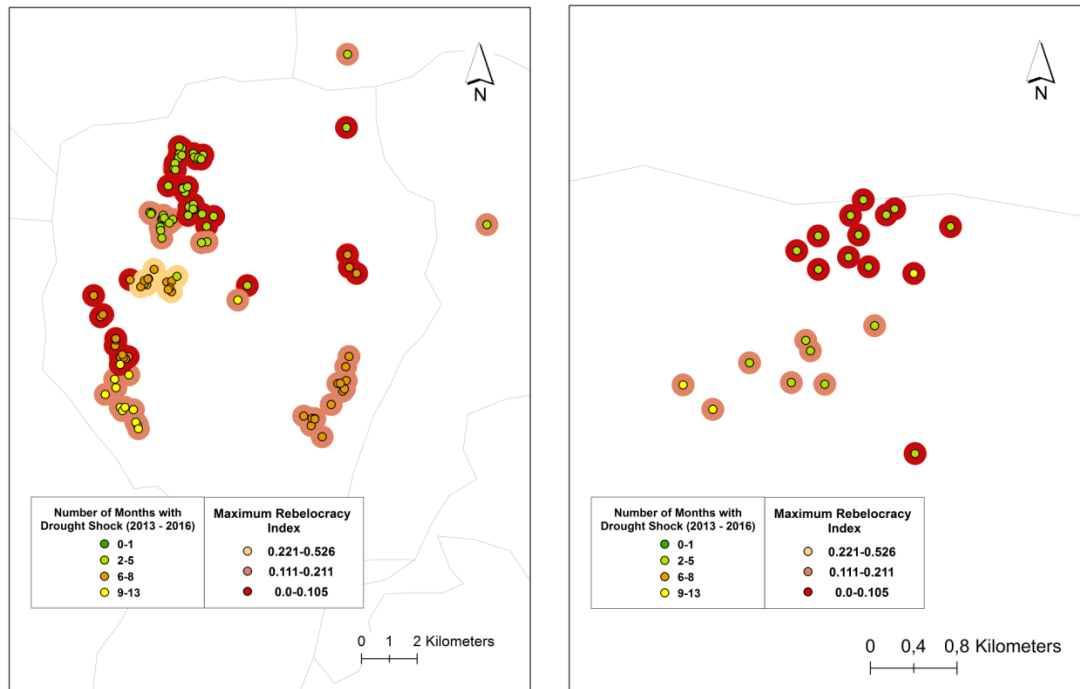 N
Number of Months with
Drought Shock (2013 - 2016)
0-1
2-5
6-8
9-13
Maximum Rebelocracy
Index
0.221-0.526
0.111-0.211
0.0-0.105
0 1 2 Kilometers
N
Number of Months with
Drought Shock (2013 - 2016)
0-1
2-5
6-8
9-13
Maximum Rebelocracy
Index
0.221-0.526
0.111-0.211
0.0-0.105
0 0,4 0,8 Kilometers